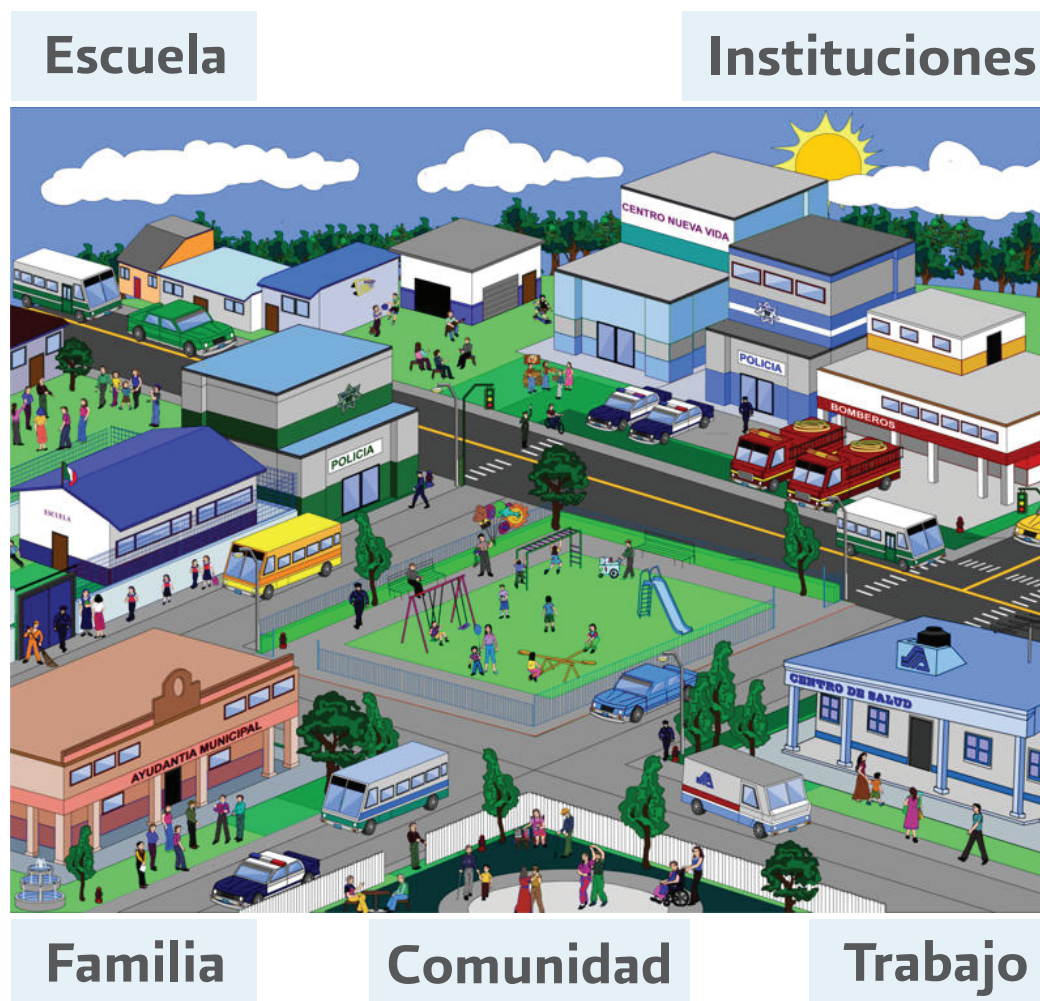 Escuela
Instituciones
CENTRO NUEVA VIDA
POLICIA
BOMBEROS
POLICIA
ESCUELA
CENTRO DE SALUD
AYUDANTIA MUNICIPAL
Familia
Comunidad
Trabajo